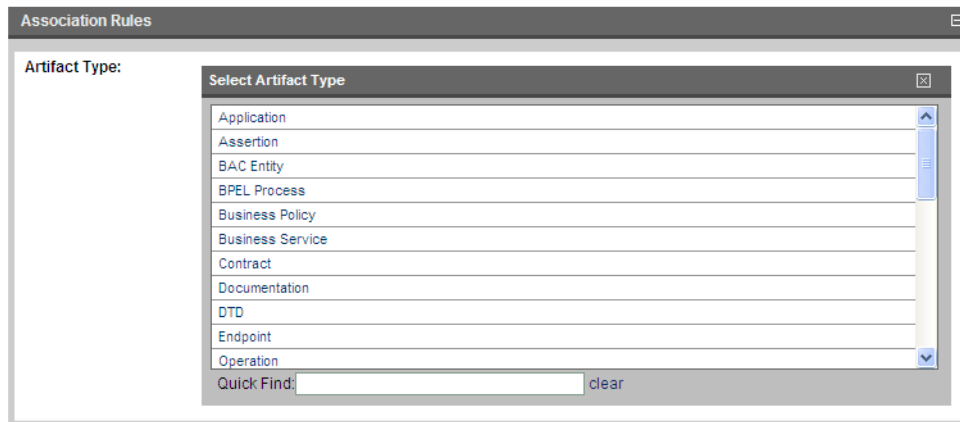 Association Rules
Artifact Type:
Select Artifact Type
Application
Assertion
BAC Entity
BPEL Process
Business Policy
Business Service
Contract
Documentation
DTD
Endpoint
Operation
Quick Find: clear